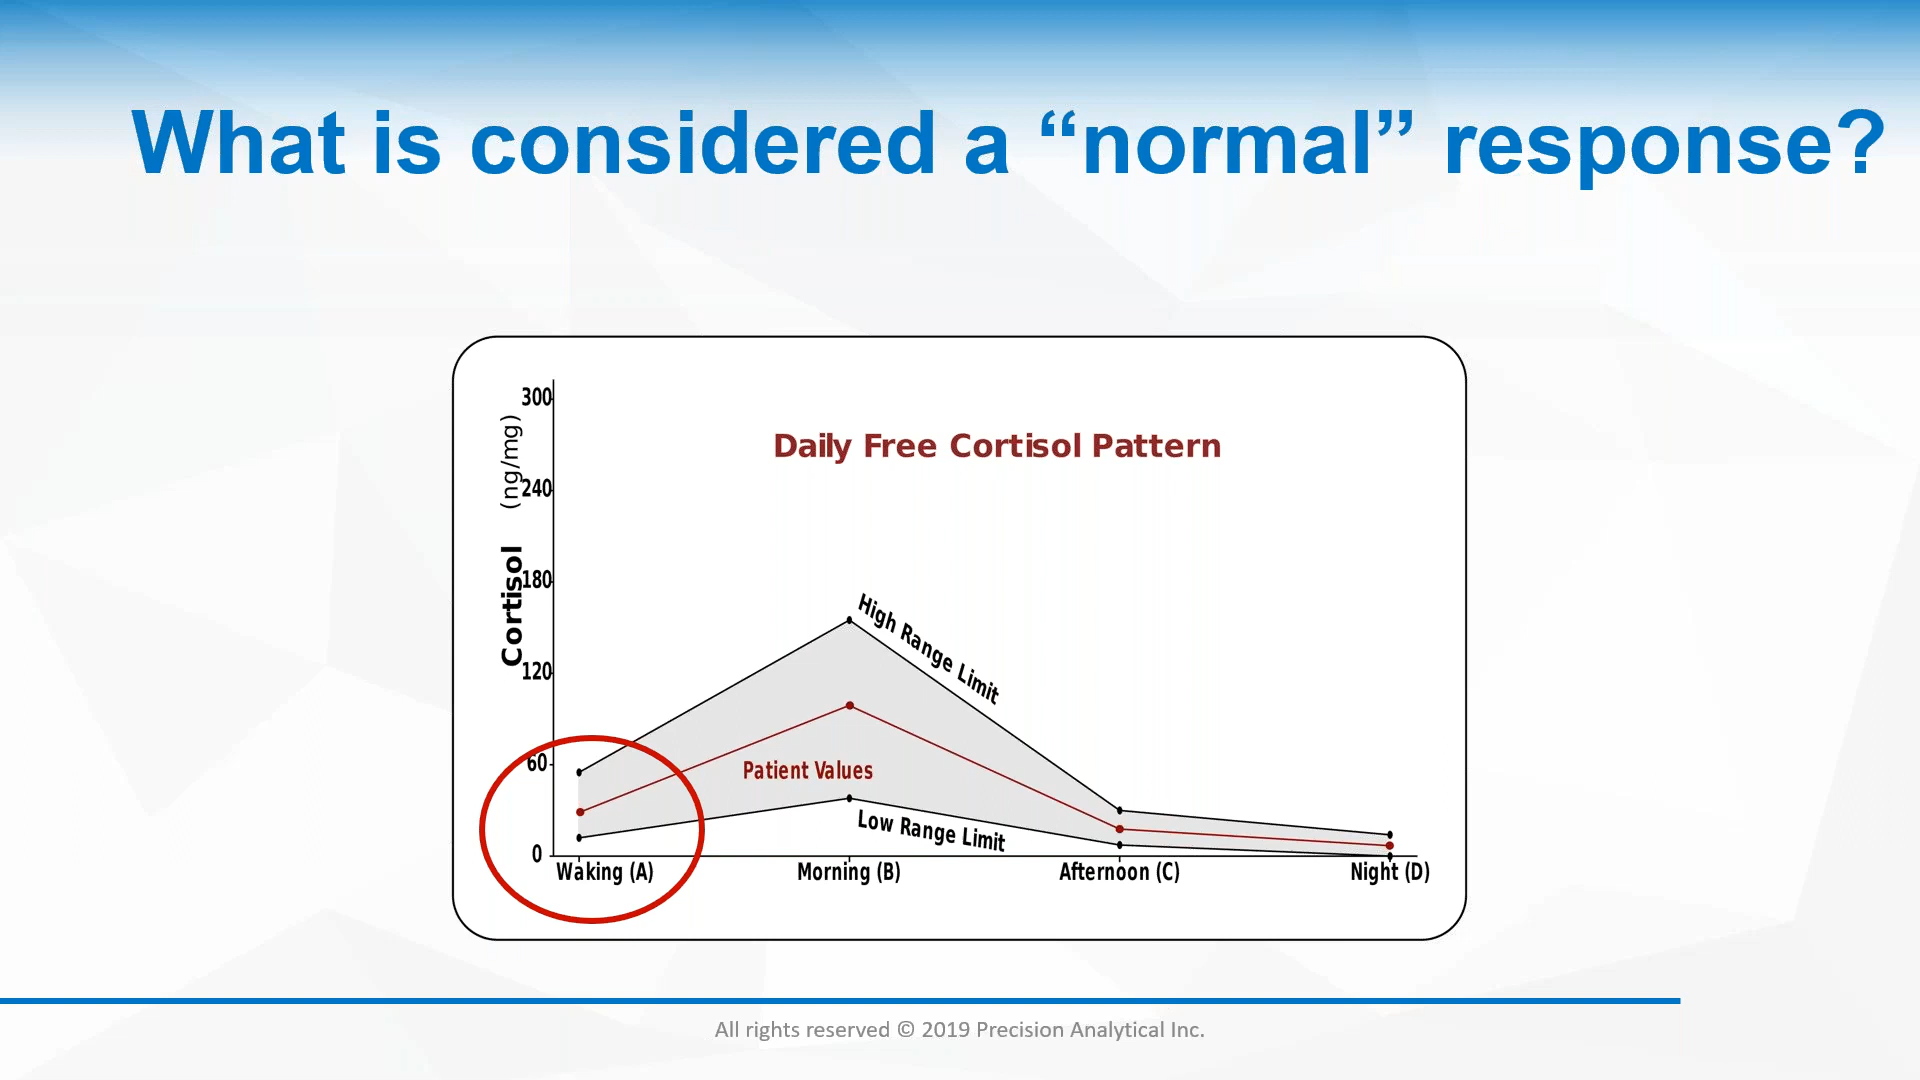 What is considered a “normal” response?
Daily Free Cortisol Pattern
Cortisol (ng/mg)
300
240
180
120
60
0
High Range Limit
Patient Values
Low Range Limit
Waking (A) Morning (B) Afternoon (C) Night (D)
All rights reserved © 2019 Precision Analytical Inc.